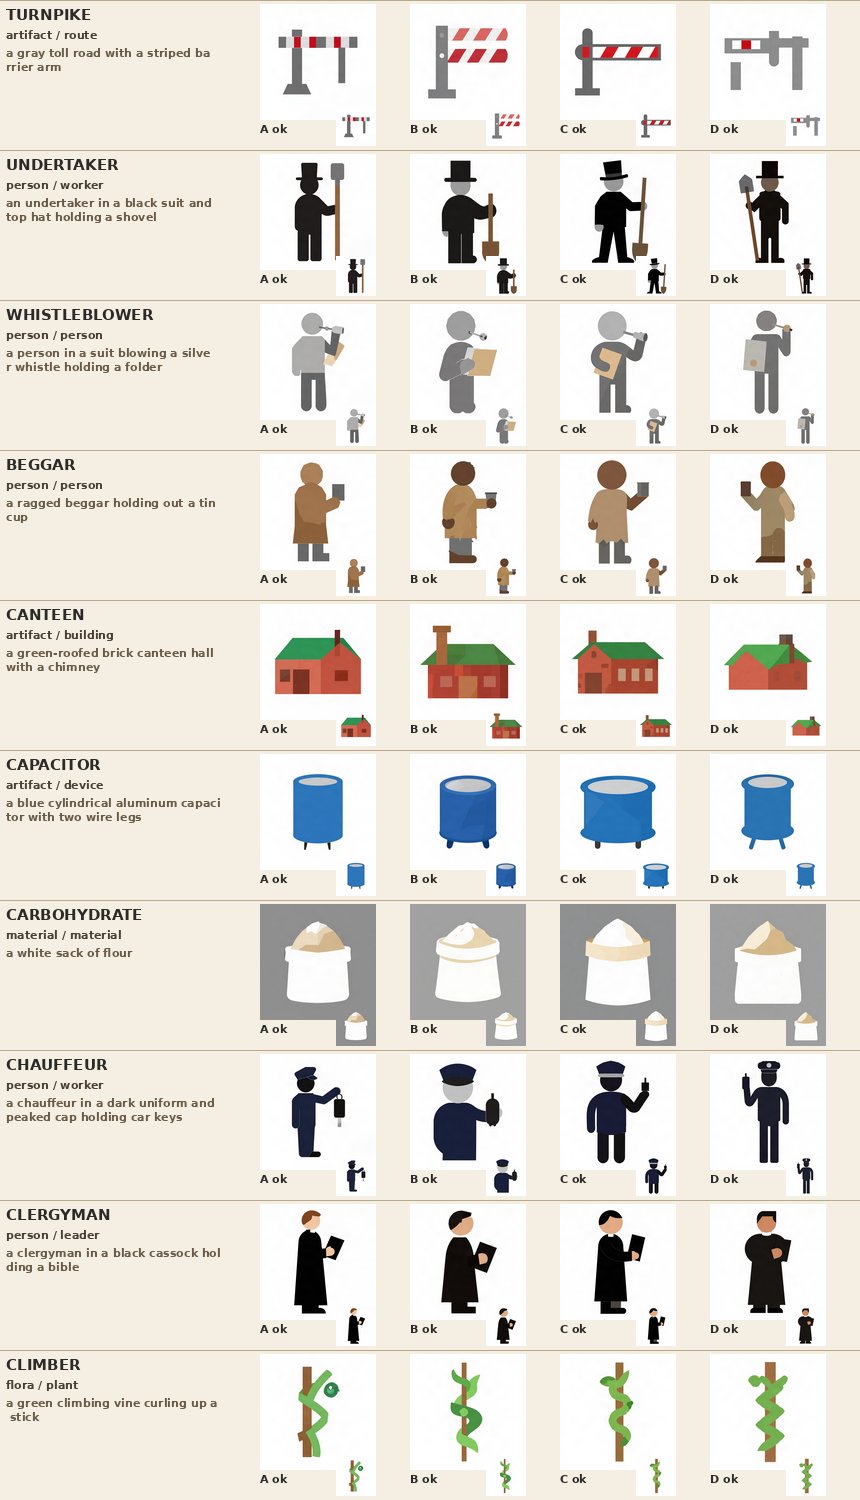 TURNPIKE
artifact / route
a gray toll road with a striped ba
rrier arm
A ok
B ok
C ok
D ok
UNDERTAKER
person / worker
an undertaker in a black suit and
top hat holding a shovel
A ok
B ok
C ok
D ok
WHISTLEBLOWER
person / person
a person in a suit blowing a silve
r whistle holding a folder
A ok
B ok
C ok
D ok
BEGGAR
person / person
a ragged beggar holding out a tin
cup
A ok
B ok
C ok
D ok
CANTEEN
artifact / building
a green-roofed brick canteen hall
with a chimney
A ok
B ok
C ok
D ok
CAPACITOR
artifact / device
a blue cylindrical aluminum capaci
tor with two wire legs
A ok
B ok
C ok
D ok
CARBOHYDRATE
material / material
a white sack of flour
A ok
B ok
C ok
D ok
CHAUFFEUR
person / worker
a chauffeur in a dark uniform and
peaked cap holding car keys
A ok
B ok
C ok
D ok
CLERGYMAN
person / leader
a clergyman in a black cassock hol
ding a bible
A ok
B ok
C ok
D ok
CLIMBER
flora / plant
a green climbing vine curling up a
stick
A ok
B ok
C ok
D ok